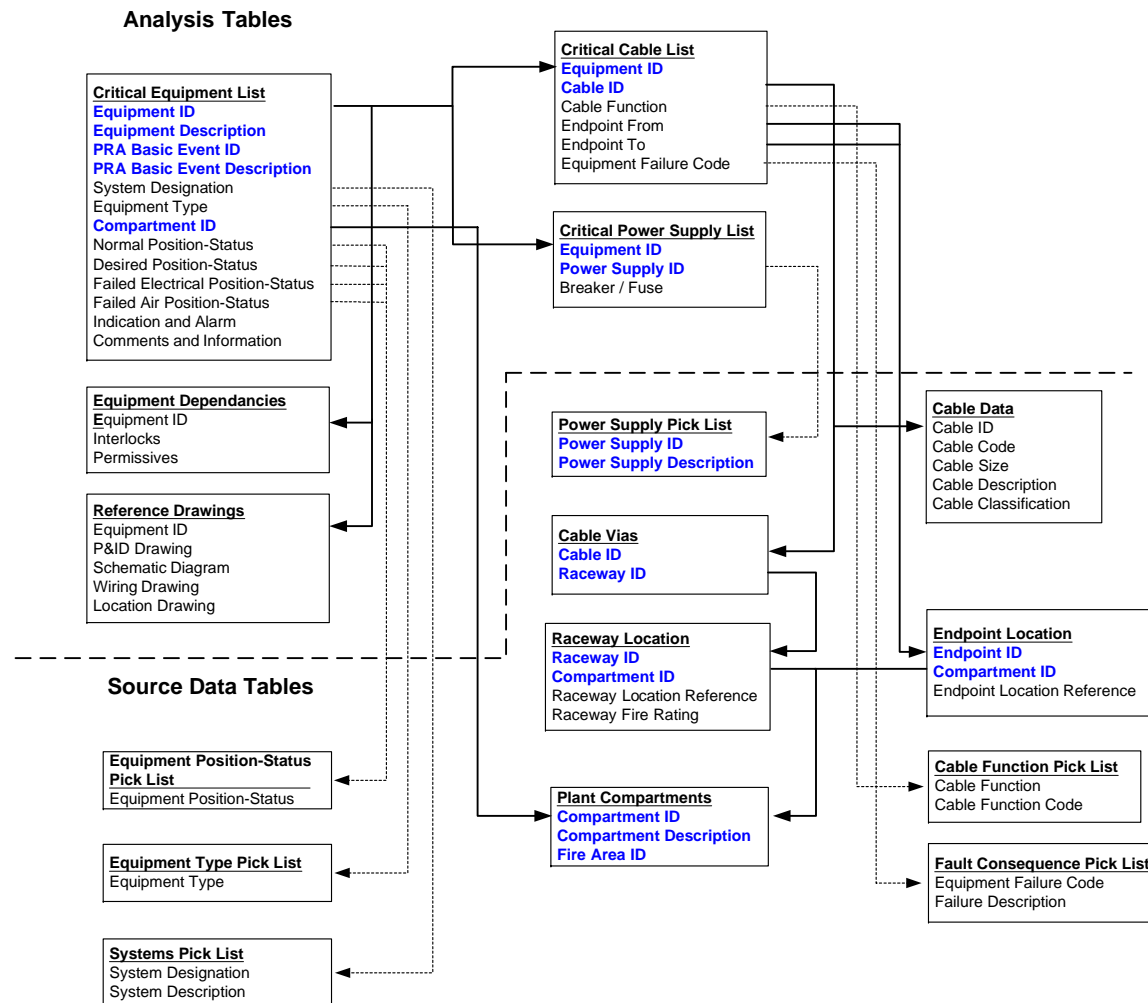 Analysis Tables
Critical Equipment List
Equipment ID
Equipment Description
PRA Basic Event ID
PRA Basic Event Description
System Designation
Equipment Type
Compartment ID
Normal Position-Status
Desired Position-Status
Failed Electrical Position-Status
Failed Air Position-Status
Indication and Alarm
Comments and Information
Critical Cable List
Equipment ID
Cable ID
Cable Function
Endpoint From
Endpoint To
Equipment Failure Code
Critical Power Supply List
Equipment ID
Power Supply ID
Breaker / Fuse
Equipment Dependancies
Equipment ID
Interlocks
Permissives
Reference Drawings
Equipment ID
P&ID Drawing
Schematic Diagram
Wiring Drawing
Location Drawing
Power Supply Pick List
Power Supply ID
Power Supply Description
Cable Data
Cable ID
Cable Code
Cable Size
Cable Description
Cable Classification
Cable Vias
Cable ID
Raceway ID
Raceway Location
Raceway ID
Compartment ID
Raceway Location Reference
Raceway Fire Rating
Endpoint Location
Endpoint ID
Compartment ID
Endpoint Location Reference
Source Data Tables
Equipment Position-Status
Pick List
Equipment Position-Status
Plant Compartments
Compartment ID
Compartment Description
Fire Area ID
Cable Function Pick List
Cable Function
Cable Function Code
Equipment Type Pick List
Equipment Type
Fault Consequence Pick List
Equipment Failure Code
Failure Description
Systems Pick List
System Designation
System Description